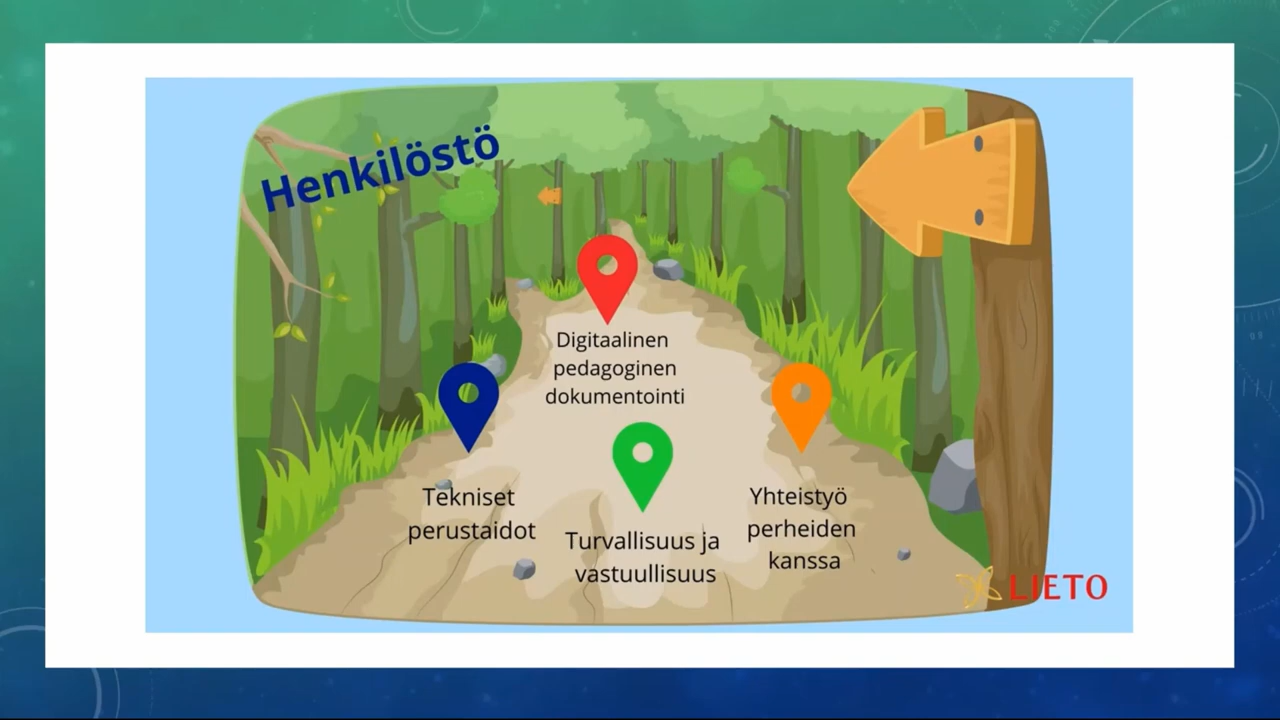 Henkilöstö
Digitaalinen
pedagoginen
dokumentointi
Tekniset
perustaidot
Turvallisuus ja
vastuullisuus
Yhteistyö
perheiden
kanssa
LIETO